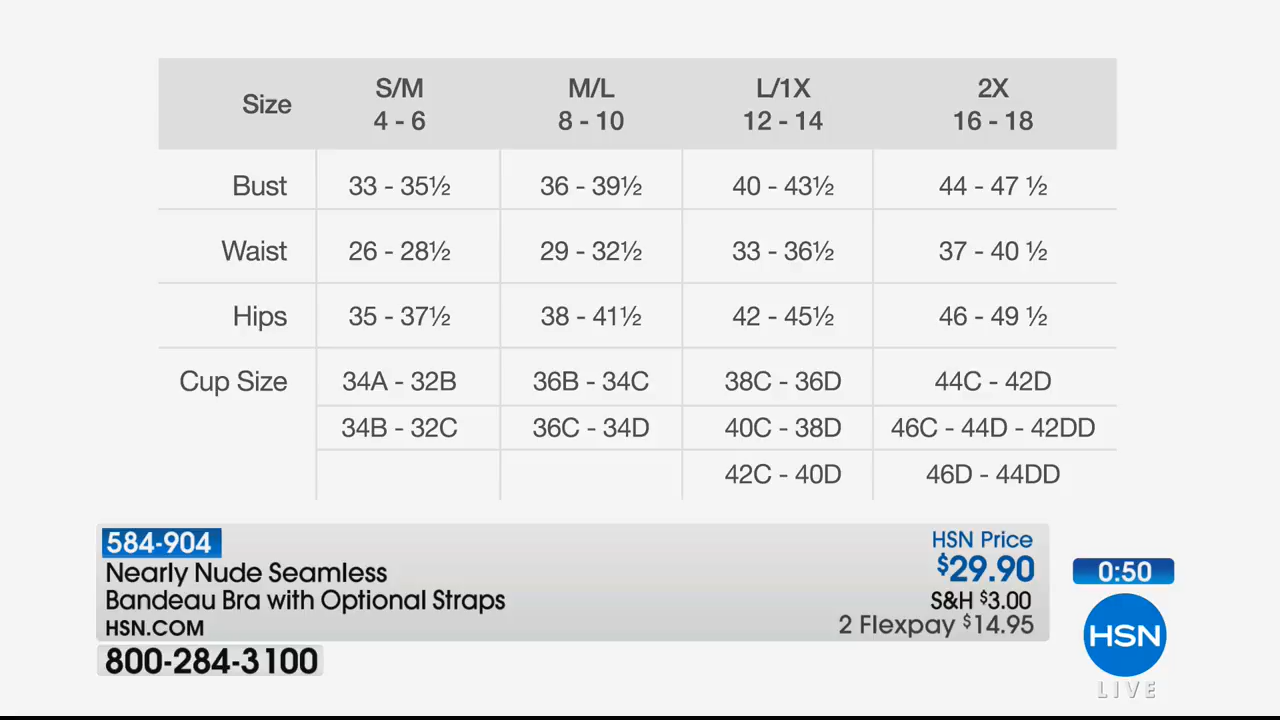 Size S/M M/L L/1X 2X
4 - 6 8 - 10 12 - 14 16 - 18
Bust 33 - 35½ 36 - 39½ 40 - 43½ 44 - 47 ½
Waist 26 - 28½ 29 - 32½ 33 - 36½ 37 - 40 ½
Hips 35 - 37½ 38 - 41½ 42 - 45½ 46 - 49 ½
Cup Size 34A - 32B 36B - 34C 38C - 36D 44C - 42D
34B - 32C 36C - 34D 40C - 38D 46C - 44D - 42DD
42C - 40D 46D - 44DD
584-904
Nearly Nude Seamless
Bandeau Bra with Optional Straps
HSN.COM
800-284-3100
HSN Price
$29.90
S&H $3.00
2 Flexpay $14.95
0:50
HSN
LIVE